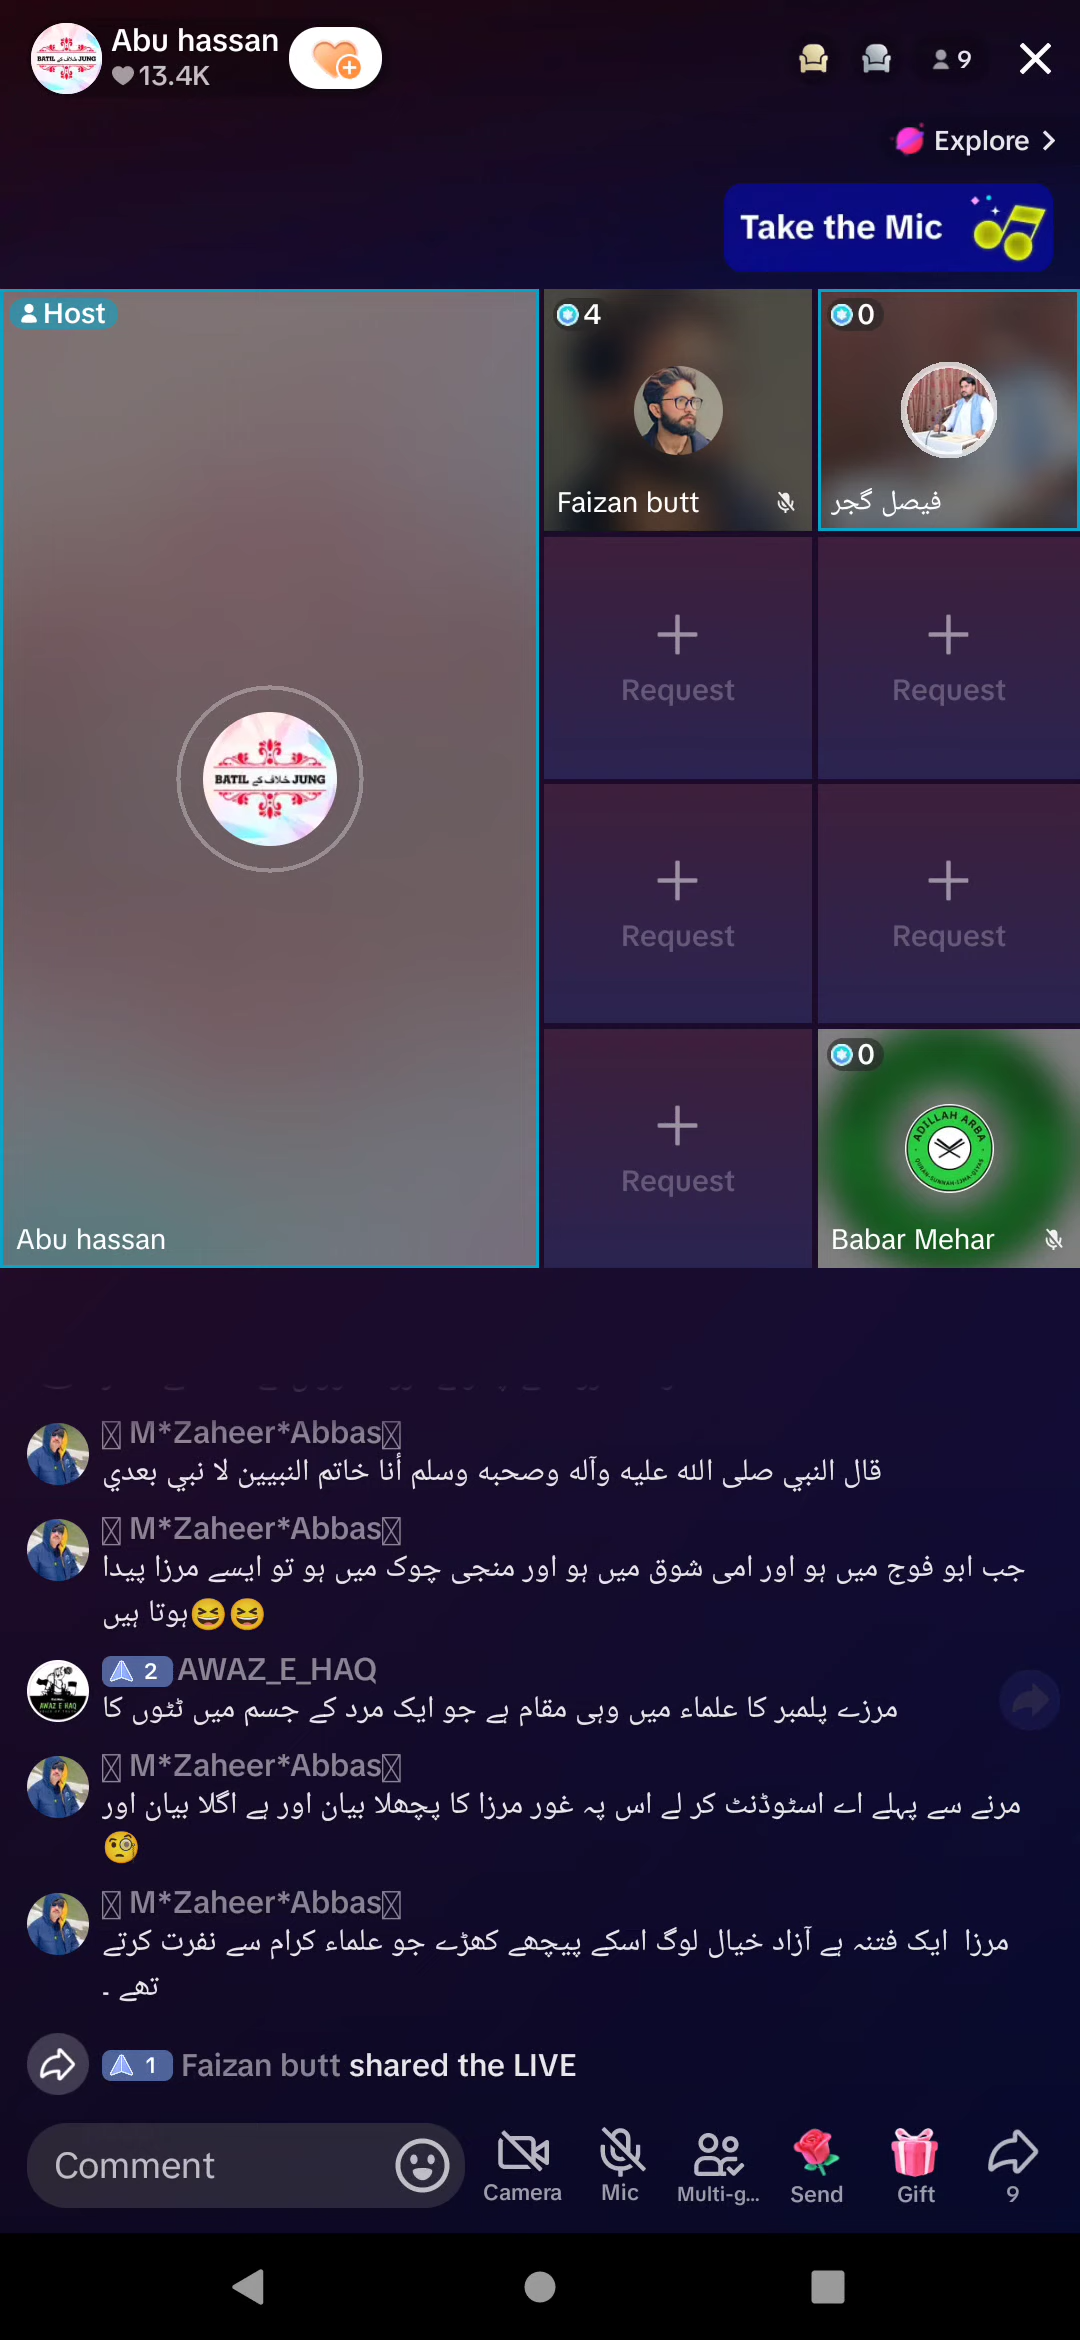 Abu hassan
13.4K
9
Explore
Take the Mic
Host
4
0
Faizan butt
فیصل گجر
BATIL خلاف کے JUNG
Request
Request
Request
Request
Request
0
ADILLAH ARBA
Abu hassan
Babar Mehar
M*Zaheer*Abbas
قال النبي صلى الله عليه وآله وصحبه وسلم أنا خاتم النبيين لا نبي بعدي
M*Zaheer*Abbas
جب ابو فوج میں ہو اور امی شوق میں ہو اور منجی چوک میں ہو تو ایسے مرزا پیدا
ہوتا ہیں😆😆
2 AWAZ_E_HAQ
مرزے پلمبر کا علماء میں وہی مقام ہے جو ایک مرد کے جسم میں ٹٹوں کا
M*Zaheer*Abbas
مرنے سے پہلے اے اسٹوڈنٹ کر لے اس پہ غور مرزا کا پچھلا بیان اور ہے اگلا بیان اور
🧐
M*Zaheer*Abbas
مرزا ایک فتنہ ہے آزاد خیال لوگ اسکے پیچھے کھڑے جو علماء کرام سے نفرت کرتے
تھے ۔
1 Faizan butt shared the LIVE
Comment
Camera
Mic
Multi-g...
Send
Gift
9